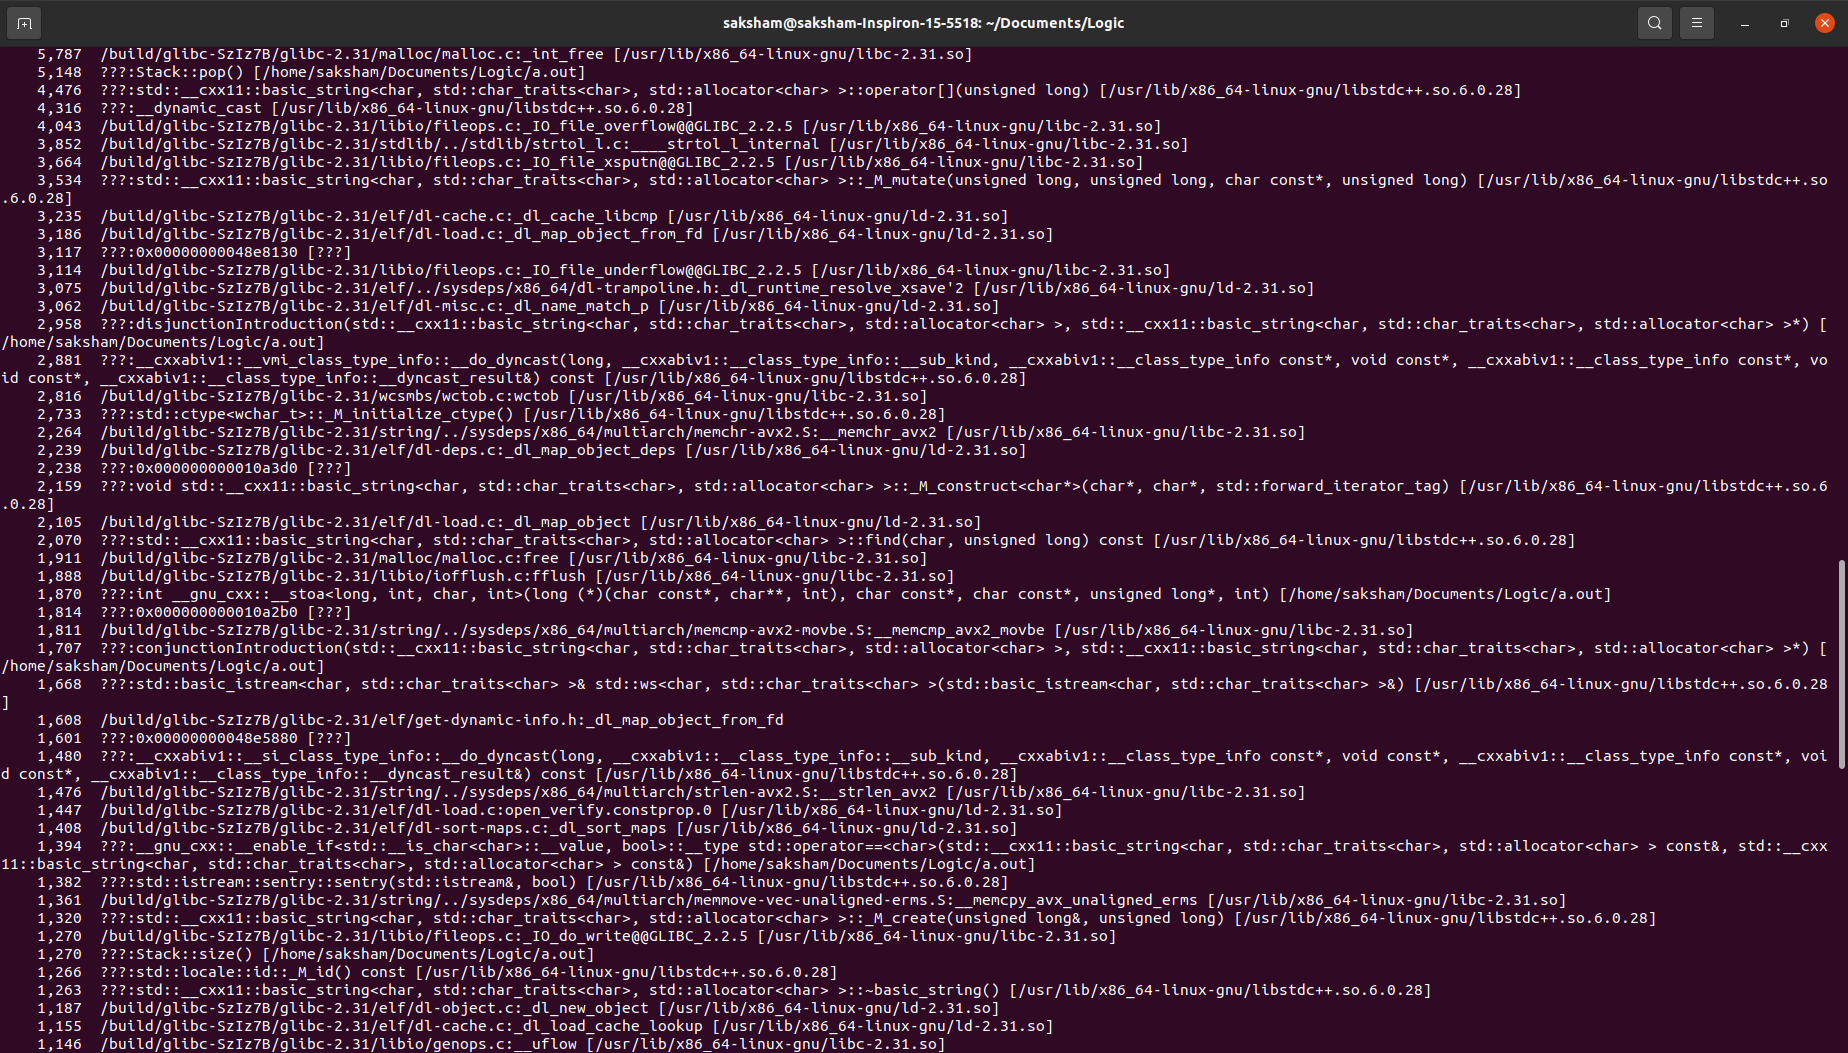 saksham@saksham-Inspiron-15-5518: ~/Documents/Logic
5,787  /build/glibc-SzIz7B/glibc-2.31/malloc/malloc.c:_int_free [/usr/lib/x86_64-linux-gnu/libc-2.31.so]
5,148  ???:Stack::pop() [/home/saksham/Documents/Logic/a.out]
4,476  ???:std::__cxx11::basic_string<char, std::char_traits<char>, std::allocator<char> >::operator[](unsigned long) [/usr/lib/x86_64-linux-gnu/libstdc++.so.6.0.28]
4,316  ???:__dynamic_cast [/usr/lib/x86_64-linux-gnu/libstdc++.so.6.0.28]
4,043  /build/glibc-SzIz7B/glibc-2.31/libio/fileops.c:_IO_file_overflow@@GLIBC_2.2.5 [/usr/lib/x86_64-linux-gnu/libc-2.31.so]
3,852  /build/glibc-SzIz7B/glibc-2.31/stdlib/../stdlib/strtol_l.c:____strtol_l_internal [/usr/lib/x86_64-linux-gnu/libc-2.31.so]
3,664  /build/glibc-SzIz7B/glibc-2.31/libio/fileops.c:_IO_file_xsputn@@GLIBC_2.2.5 [/usr/lib/x86_64-linux-gnu/libc-2.31.so]
3,534  ???:std::__cxx11::basic_string<char, std::char_traits<char>, std::allocator<char> >::_M_mutate(unsigned long, unsigned long, char const*, unsigned long) [/usr/lib/x86_64-linux-gnu/libstdc++.so
.6.0.28]
3,235  /build/glibc-SzIz7B/glibc-2.31/elf/dl-cache.c:_dl_cache_libcmp [/usr/lib/x86_64-linux-gnu/ld-2.31.so]
3,186  /build/glibc-SzIz7B/glibc-2.31/elf/dl-load.c:_dl_map_object_from_fd [/usr/lib/x86_64-linux-gnu/ld-2.31.so]
3,117  ???:0x00000000048e8130 [???]
3,114  /build/glibc-SzIz7B/glibc-2.31/libio/fileops.c:_IO_file_underflow@@GLIBC_2.2.5 [/usr/lib/x86_64-linux-gnu/libc-2.31.so]
3,075  /build/glibc-SzIz7B/glibc-2.31/elf/../sysdeps/x86_64/dl-trampoline.h:_dl_runtime_resolve_xsave'2 [/usr/lib/x86_64-linux-gnu/ld-2.31.so]
3,062  /build/glibc-SzIz7B/glibc-2.31/elf/dl-misc.c:_dl_name_match_p [/usr/lib/x86_64-linux-gnu/ld-2.31.so]
2,958  ???:disjunctionIntroduction(std::__cxx11::basic_string<char, std::char_traits<char>, std::allocator<char> >, std::__cxx11::basic_string<char, std::char_traits<char>, std::allocator<char> >*) [
/home/saksham/Documents/Logic/a.out]
2,881  ???:__cxxabiv1::__vmi_class_type_info::__do_dyncast(long, __cxxabiv1::__class_type_info::__sub_kind, __cxxabiv1::__class_type_info const*, void const*, __cxxabiv1::__class_type_info const*, vo
id const*, __cxxabiv1::__class_type_info::__dyncast_result&) const [/usr/lib/x86_64-linux-gnu/libstdc++.so.6.0.28]
2,816  /build/glibc-SzIz7B/glibc-2.31/wcsmbs/wctob.c:wctob [/usr/lib/x86_64-linux-gnu/libc-2.31.so]
2,733  ???:std::ctype<wchar_t>::_M_initialize_ctype() [/usr/lib/x86_64-linux-gnu/libstdc++.so.6.0.28]
2,264  /build/glibc-SzIz7B/glibc-2.31/string/../sysdeps/x86_64/multiarch/memchr-avx2.S:__memchr_avx2 [/usr/lib/x86_64-linux-gnu/libc-2.31.so]
2,239  /build/glibc-SzIz7B/glibc-2.31/elf/dl-deps.c:_dl_map_object_deps [/usr/lib/x86_64-linux-gnu/ld-2.31.so]
2,238  ???:0x000000000010a3d0 [???]
2,159  ???:void std::__cxx11::basic_string<char, std::char_traits<char>, std::allocator<char> >::_M_construct<char*>(char*, char*, std::forward_iterator_tag) [/usr/lib/x86_64-linux-gnu/libstdc++.so.6
.0.28]
2,105  /build/glibc-SzIz7B/glibc-2.31/elf/dl-load.c:_dl_map_object [/usr/lib/x86_64-linux-gnu/ld-2.31.so]
2,070  ???:std::__cxx11::basic_string<char, std::char_traits<char>, std::allocator<char> >::find(char, unsigned long) const [/usr/lib/x86_64-linux-gnu/libstdc++.so.6.0.28]
1,911  /build/glibc-SzIz7B/glibc-2.31/malloc/malloc.c:free [/usr/lib/x86_64-linux-gnu/libc-2.31.so]
1,888  /build/glibc-SzIz7B/glibc-2.31/libio/iofflush.c:fflush [/usr/lib/x86_64-linux-gnu/libc-2.31.so]
1,870  ???:int __gnu_cxx::__stoa<long, int, char, int>(long (*)(char const*, char**, int), char const*, char const*, unsigned long*, int) [/home/saksham/Documents/Logic/a.out]
1,814  ???:0x000000000010a2b0 [???]
1,811  /build/glibc-SzIz7B/glibc-2.31/string/../sysdeps/x86_64/multiarch/memcmp-avx2-movbe.S:__memcmp_avx2_movbe [/usr/lib/x86_64-linux-gnu/libc-2.31.so]
1,707  ???:conjunctionIntroduction(std::__cxx11::basic_string<char, std::char_traits<char>, std::allocator<char> >, std::__cxx11::basic_string<char, std::char_traits<char>, std::allocator<char> >*) [
/home/saksham/Documents/Logic/a.out]
1,668  ???:std::basic_istream<char, std::char_traits<char> >& std::ws<char, std::char_traits<char> >(std::basic_istream<char, std::char_traits<char> >&) [/usr/lib/x86_64-linux-gnu/libstdc++.so.6.0.28
]
1,608  /build/glibc-SzIz7B/glibc-2.31/elf/get-dynamic-info.h:_dl_map_object_from_fd
1,601  ???:0x00000000048e5880 [???]
1,480  ???:__cxxabiv1::__si_class_type_info::__do_dyncast(long, __cxxabiv1::__class_type_info::__sub_kind, __cxxabiv1::__class_type_info const*, void const*, __cxxabiv1::__class_type_info const*, voi
d const*, __cxxabiv1::__class_type_info::__dyncast_result&) const [/usr/lib/x86_64-linux-gnu/libstdc++.so.6.0.28]
1,476  /build/glibc-SzIz7B/glibc-2.31/string/../sysdeps/x86_64/multiarch/strlen-avx2.S:__strlen_avx2 [/usr/lib/x86_64-linux-gnu/libc-2.31.so]
1,447  /build/glibc-SzIz7B/glibc-2.31/elf/dl-load.c:open_verify.constprop.0 [/usr/lib/x86_64-linux-gnu/ld-2.31.so]
1,408  /build/glibc-SzIz7B/glibc-2.31/elf/dl-sort-maps.c:_dl_sort_maps [/usr/lib/x86_64-linux-gnu/ld-2.31.so]
1,394  ???:__gnu_cxx::__enable_if<std::__is_char<char>::__value, bool>::__type std::operator==<char>(std::__cxx11::basic_string<char, std::char_traits<char>, std::allocator<char> > const&, std::__cxx
11::basic_string<char, std::char_traits<char>, std::allocator<char> > const&) [/home/saksham/Documents/Logic/a.out]
1,382  ???:std::istream::sentry::sentry(std::istream&, bool) [/usr/lib/x86_64-linux-gnu/libstdc++.so.6.0.28]
1,361  /build/glibc-SzIz7B/glibc-2.31/string/../sysdeps/x86_64/multiarch/memmove-vec-unaligned-erms.S:__memcpy_avx_unaligned_erms [/usr/lib/x86_64-linux-gnu/libc-2.31.so]
1,320  ???:std::__cxx11::basic_string<char, std::char_traits<char>, std::allocator<char> >::_M_create(unsigned long&, unsigned long) [/usr/lib/x86_64-linux-gnu/libstdc++.so.6.0.28]
1,270  /build/glibc-SzIz7B/glibc-2.31/libio/fileops.c:_IO_do_write@@GLIBC_2.2.5 [/usr/lib/x86_64-linux-gnu/libc-2.31.so]
1,270  ???:Stack::size() [/home/saksham/Documents/Logic/a.out]
1,266  ???:std::locale::id::_M_id() const [/usr/lib/x86_64-linux-gnu/libstdc++.so.6.0.28]
1,263  ???:std::__cxx11::basic_string<char, std::char_traits<char>, std::allocator<char> >::~basic_string() [/usr/lib/x86_64-linux-gnu/libstdc++.so.6.0.28]
1,187  /build/glibc-SzIz7B/glibc-2.31/elf/dl-object.c:_dl_new_object [/usr/lib/x86_64-linux-gnu/ld-2.31.so]
1,155  /build/glibc-SzIz7B/glibc-2.31/elf/dl-cache.c:_dl_load_cache_lookup [/usr/lib/x86_64-linux-gnu/ld-2.31.so]
1,146  /build/glibc-SzIz7B/glibc-2.31/libio/genops.c:__uflow [/usr/lib/x86_64-linux-gnu/libc-2.31.so]